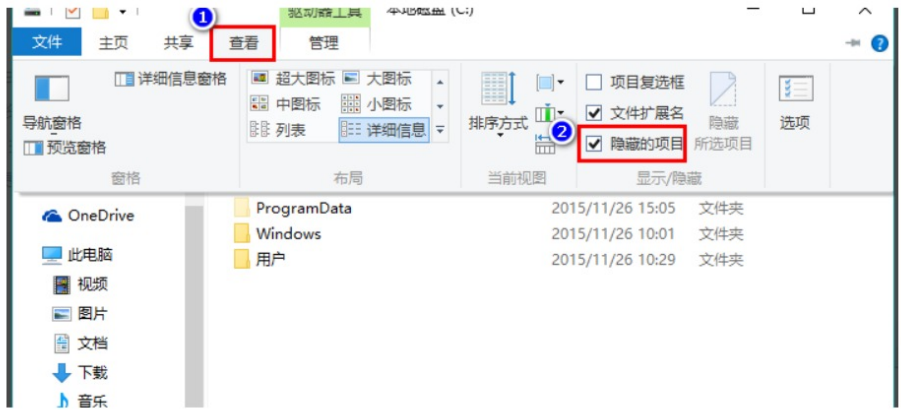 1
驱动器工具 本地磁盘 (C:)
文件 主页 共享 查看 管理
详细信息窗格
导航窗格
预览窗格
窗格
超大图标 大图标
中图标 小图标
列表 详细信息
布局
排序方式
2
当前视图
项目复选框
文件扩展名
隐藏的项目
隐藏
所选项目
显示/隐藏
选项
OneDrive
此电脑
视频
图片
文档
下载
音乐
ProgramData 2015/11/26 15:05 文件夹
Windows 2015/11/26 10:01 文件夹
用户 2015/11/26 10:29 文件夹